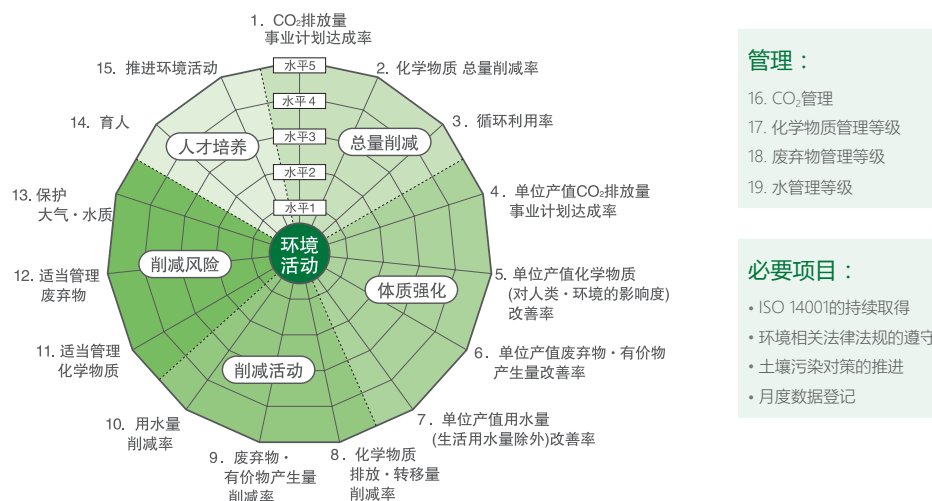 1. CO₂排放量
事业计划达成率
2. 化学物质 总量削减率
3. 循环利用率
4. 单位产值CO₂排放量
事业计划达成率
5. 单位产值化学物质
(对人类・环境的影响度)
改善率
6. 单位产值废弃物・有价物
产生量改善率
7. 单位产值用水量
(生活用水量除外)改善率
8. 化学物质
排放・转移量
削减率
9. 废弃物・
有价物产生量
削减率
10. 用水量
削减率
11. 适当管理
化学物质
12. 适当管理
废弃物
13. 保护
大气・水质
14. 育人
15. 推进环境活动
水平5
水平4
水平3
水平2
水平1
环境
活动
人才培养
总量削减
削减风险
体质强化
削减活动
管理：
16. CO₂管理
17. 化学物质管理等级
18. 废弃物管理等级
19. 水管理等级
必要项目：
• ISO 14001的持续取得
• 环境相关法律法规的遵守
• 土壤污染对策的推进
• 月度数据登记